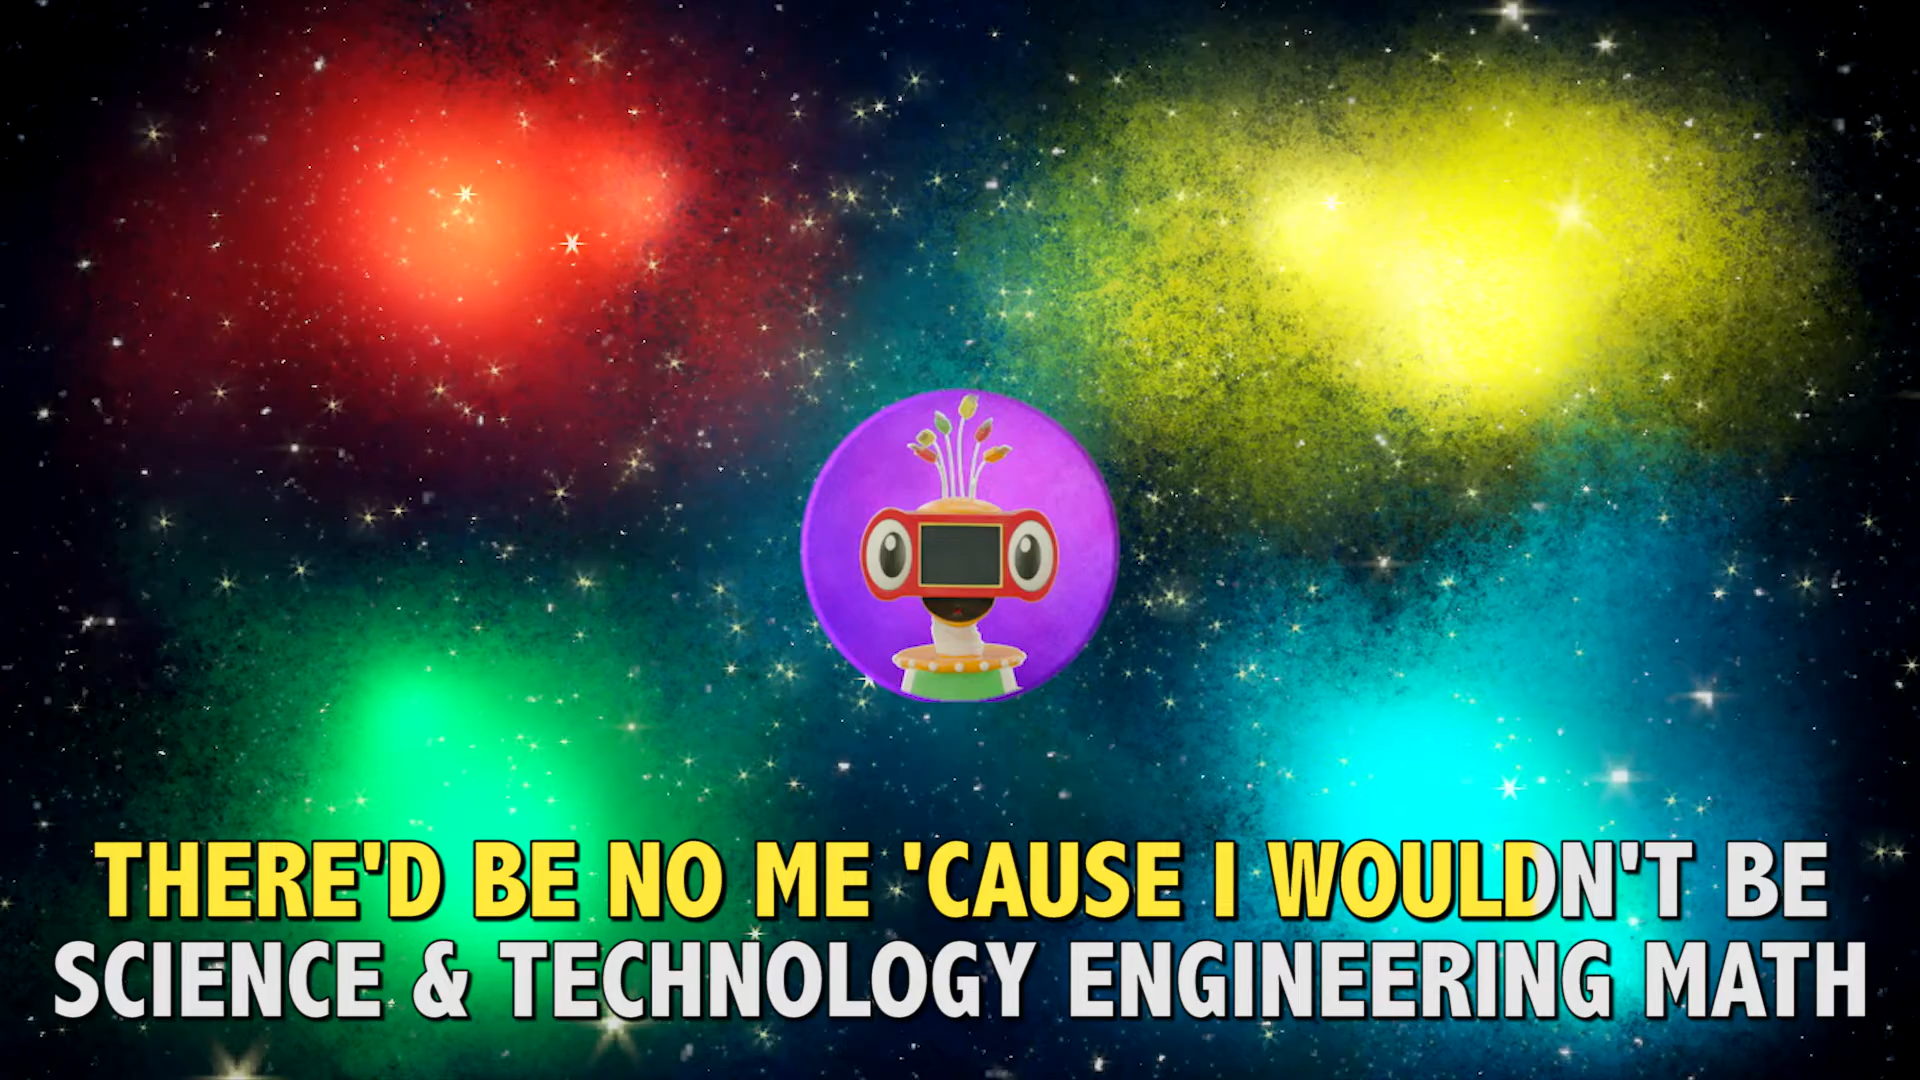 THERE'D BE NO ME 'CAUSE I WOULDN'T BE
SCIENCE & TECHNOLOGY ENGINEERING MATH